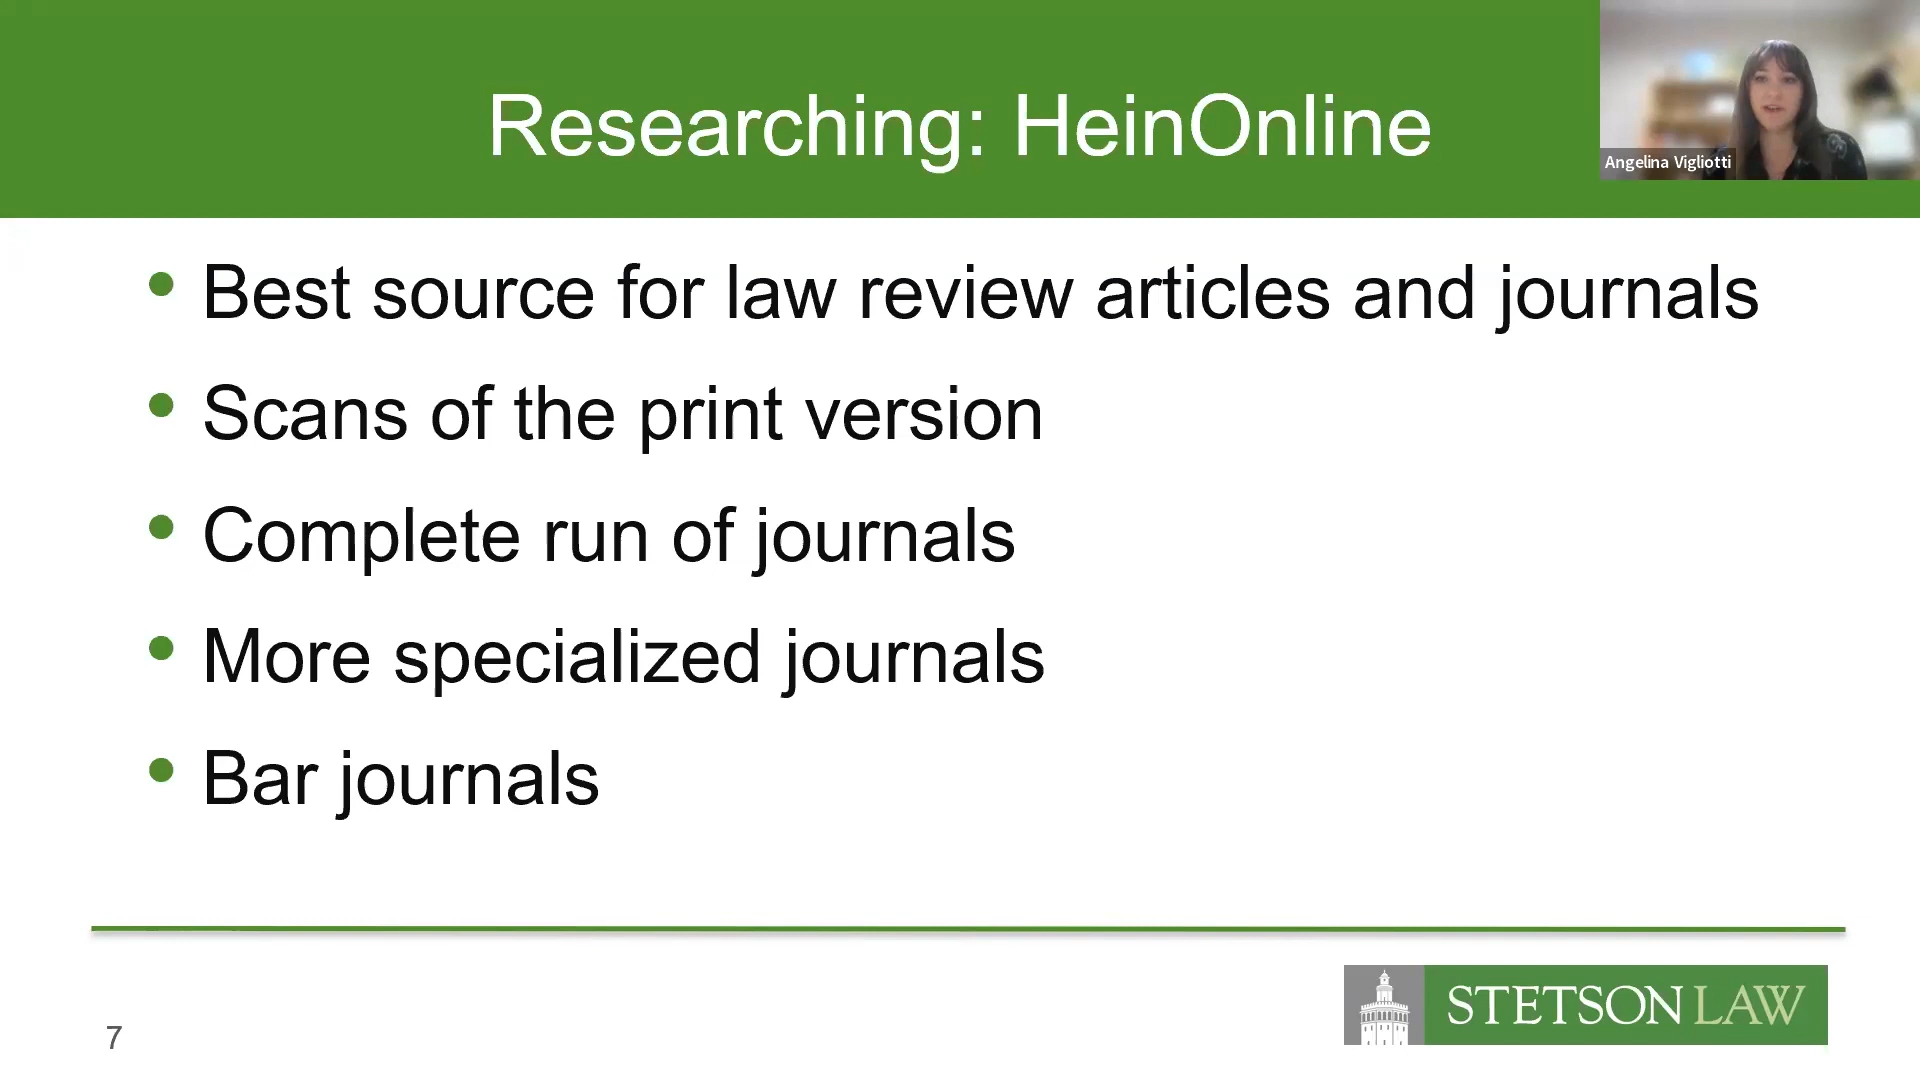 Researching: HeinOnline
Angelina Vigliotti
• Best source for law review articles and journals
• Scans of the print version
• Complete run of journals
• More specialized journals
• Bar journals
7
STETSON LAW